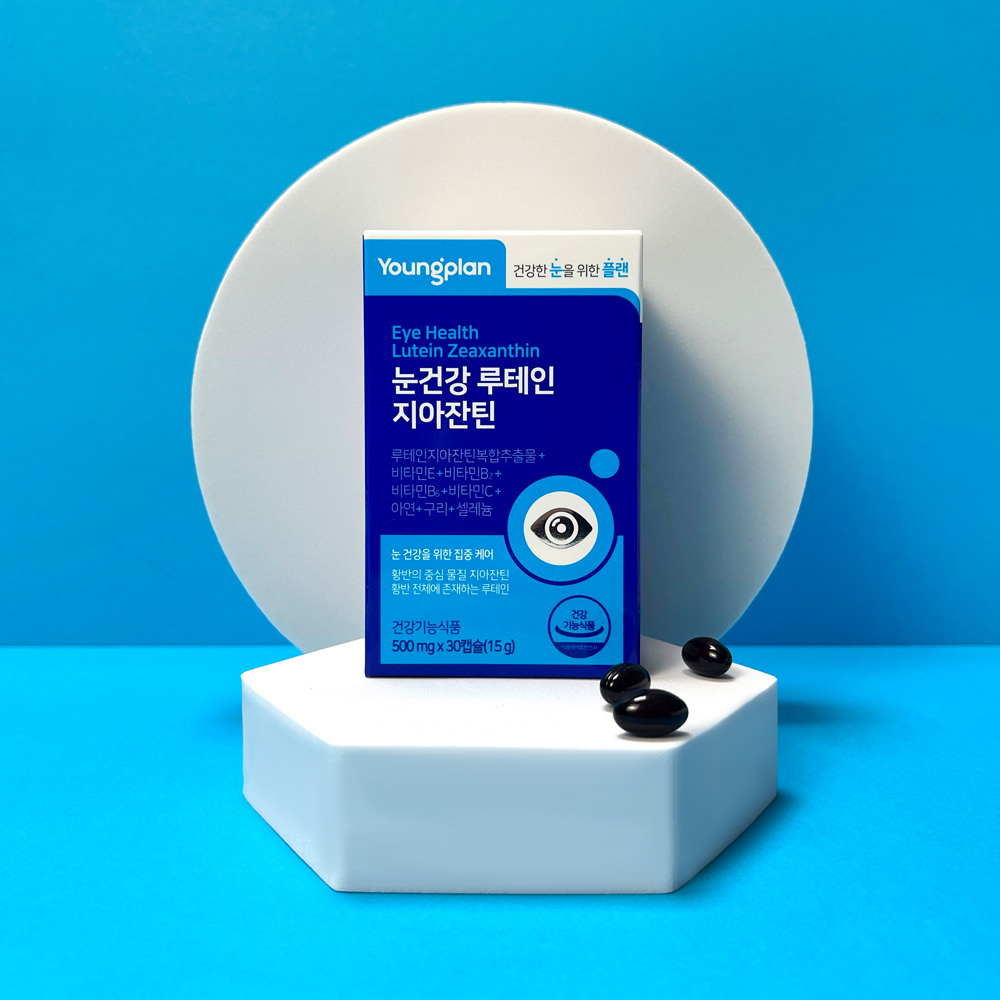 Youngplan
건강한 눈을 위한 플랜
Eye Health
Lutein Zeaxanthin
눈건강 루테인
지아잔틴
루테인지아잔틴복합추출물+
비타민E+비타민B₂+
비타민B₆+비타민C+
아연+구리+셀레늄
눈 건강을 위한 집중 케어
황반의 중심 물질 지아잔틴
황반 전체에 존재하는 루테인
건강기능식품
500 mg x 30캡슐(15 g)
건강
기능식품